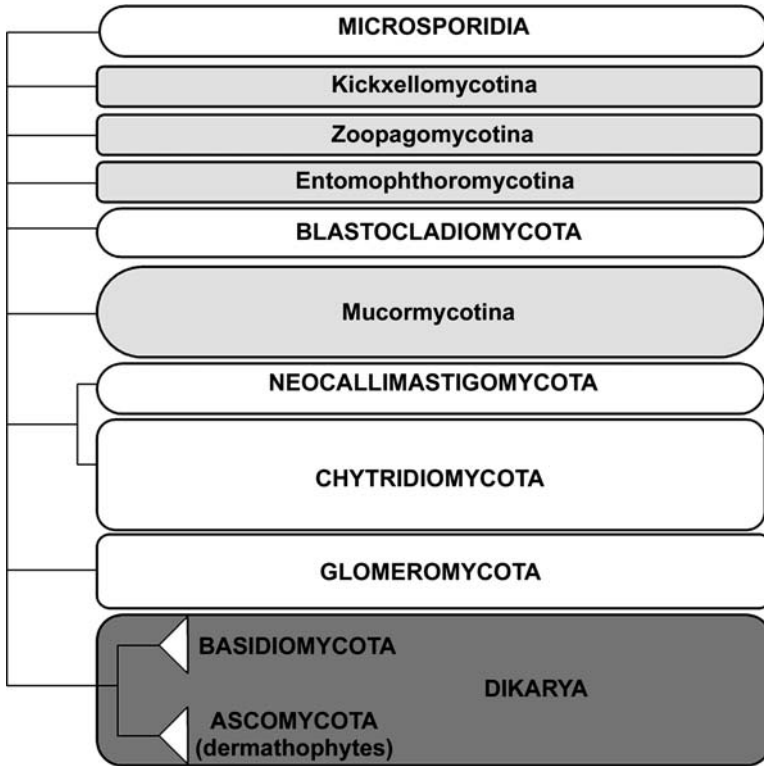 MICROSPORIDIA
Kickxellomycotina
Zoopagomycotina
Entomophthoromycotina
BLASTOCLADIOMYCOTA
Mucormycotina
NEOCALLIMASTIGOMYCOTA
CHYTRIDIOMYCOTA
GLOMEROMYCOTA
BASIDIOMYCOTA
DIKARYA
ASCOMYCOTA
(dermathophytes)